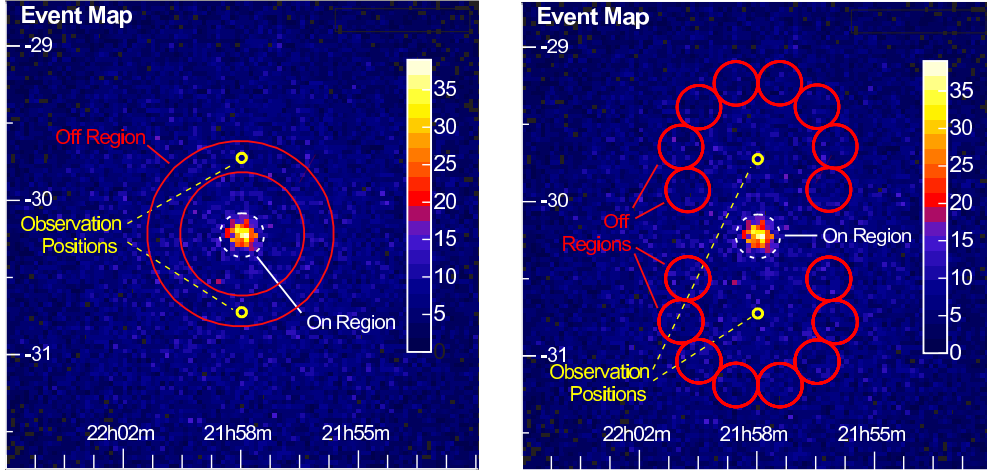 Event Map
-29
-30
-31
Off Region
Observation
Positions
On Region
35
30
25
20
15
10
5
0
22h02m
21h58m
21h55m
Event Map
-29
-30
-31
Off
Regions
On Region
Observation
Positions
35
30
25
20
15
10
5
0
22h02m
21h58m
21h55m